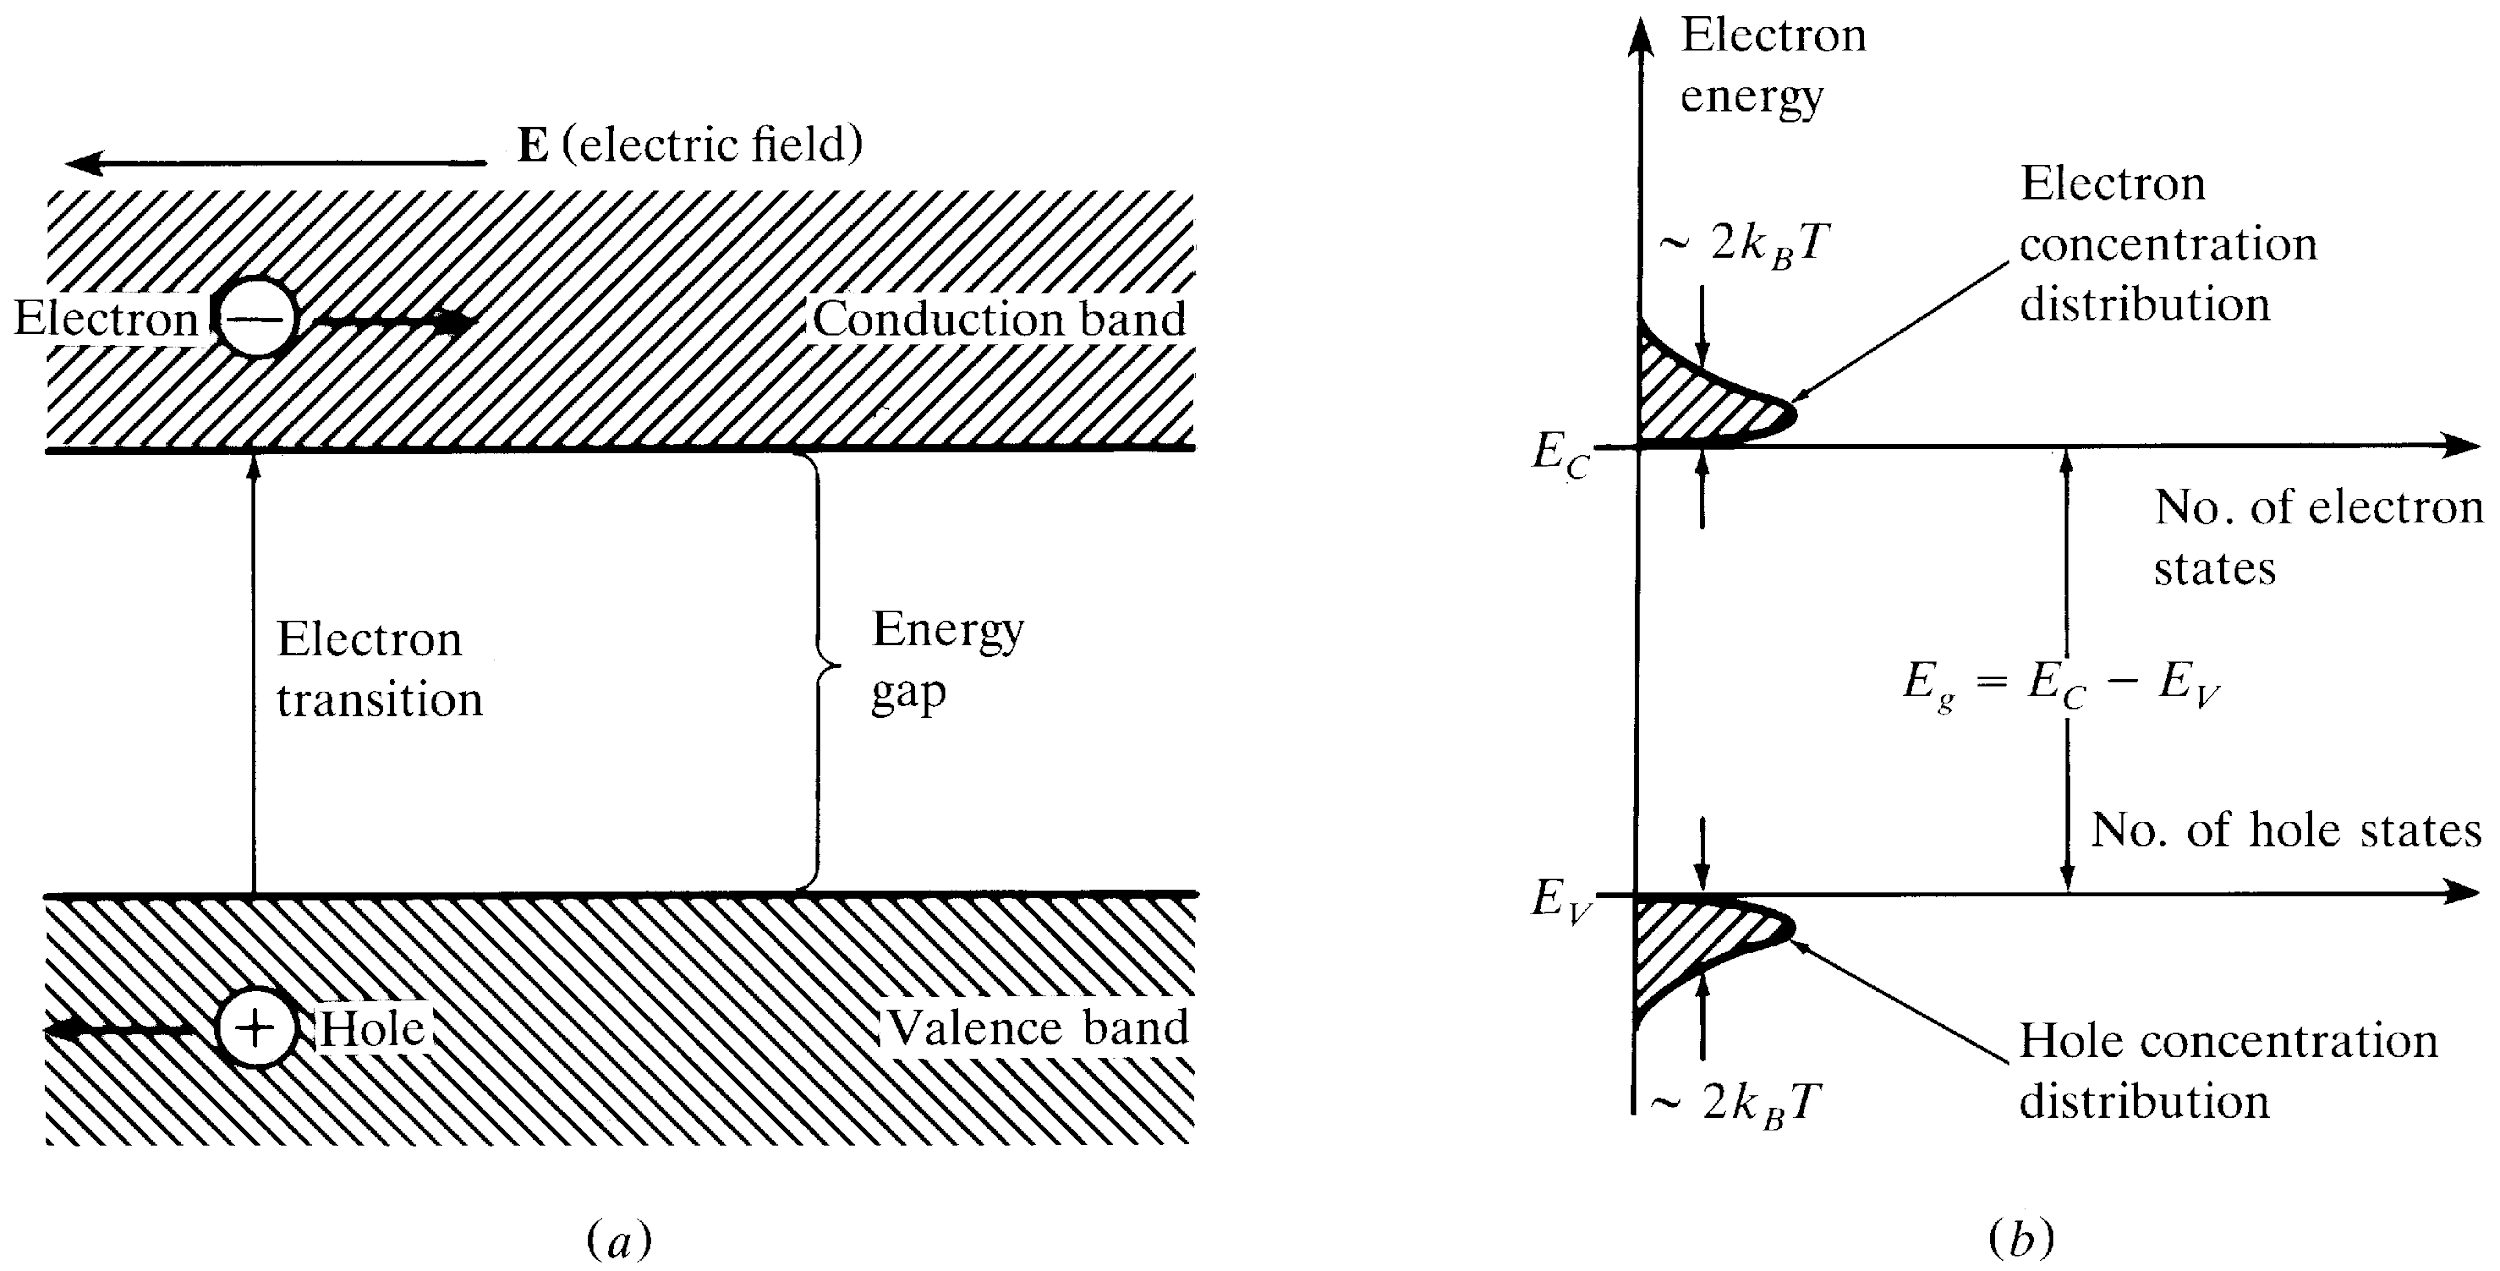 E (electric field)
Electron
Conduction band
Electron
transition
Energy
gap
Hole
Valence band
(a)
Electron
energy
Electron
concentration
distribution
~ 2k_BT
E_C
No. of electron
states
E_g = E_C − E_V
No. of hole states
E_V
Hole concentration
distribution
~ 2k_BT
(b)